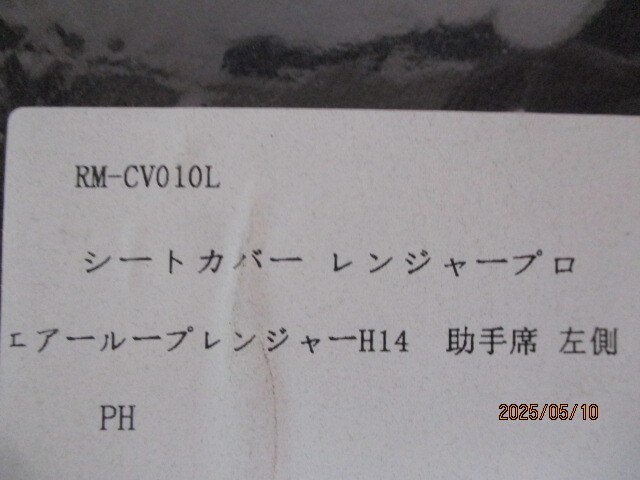 RM-CV010L
シートカバー レンジャープロ
エアーループレンジャーH14 助手席 左側
PH
2025/05/10